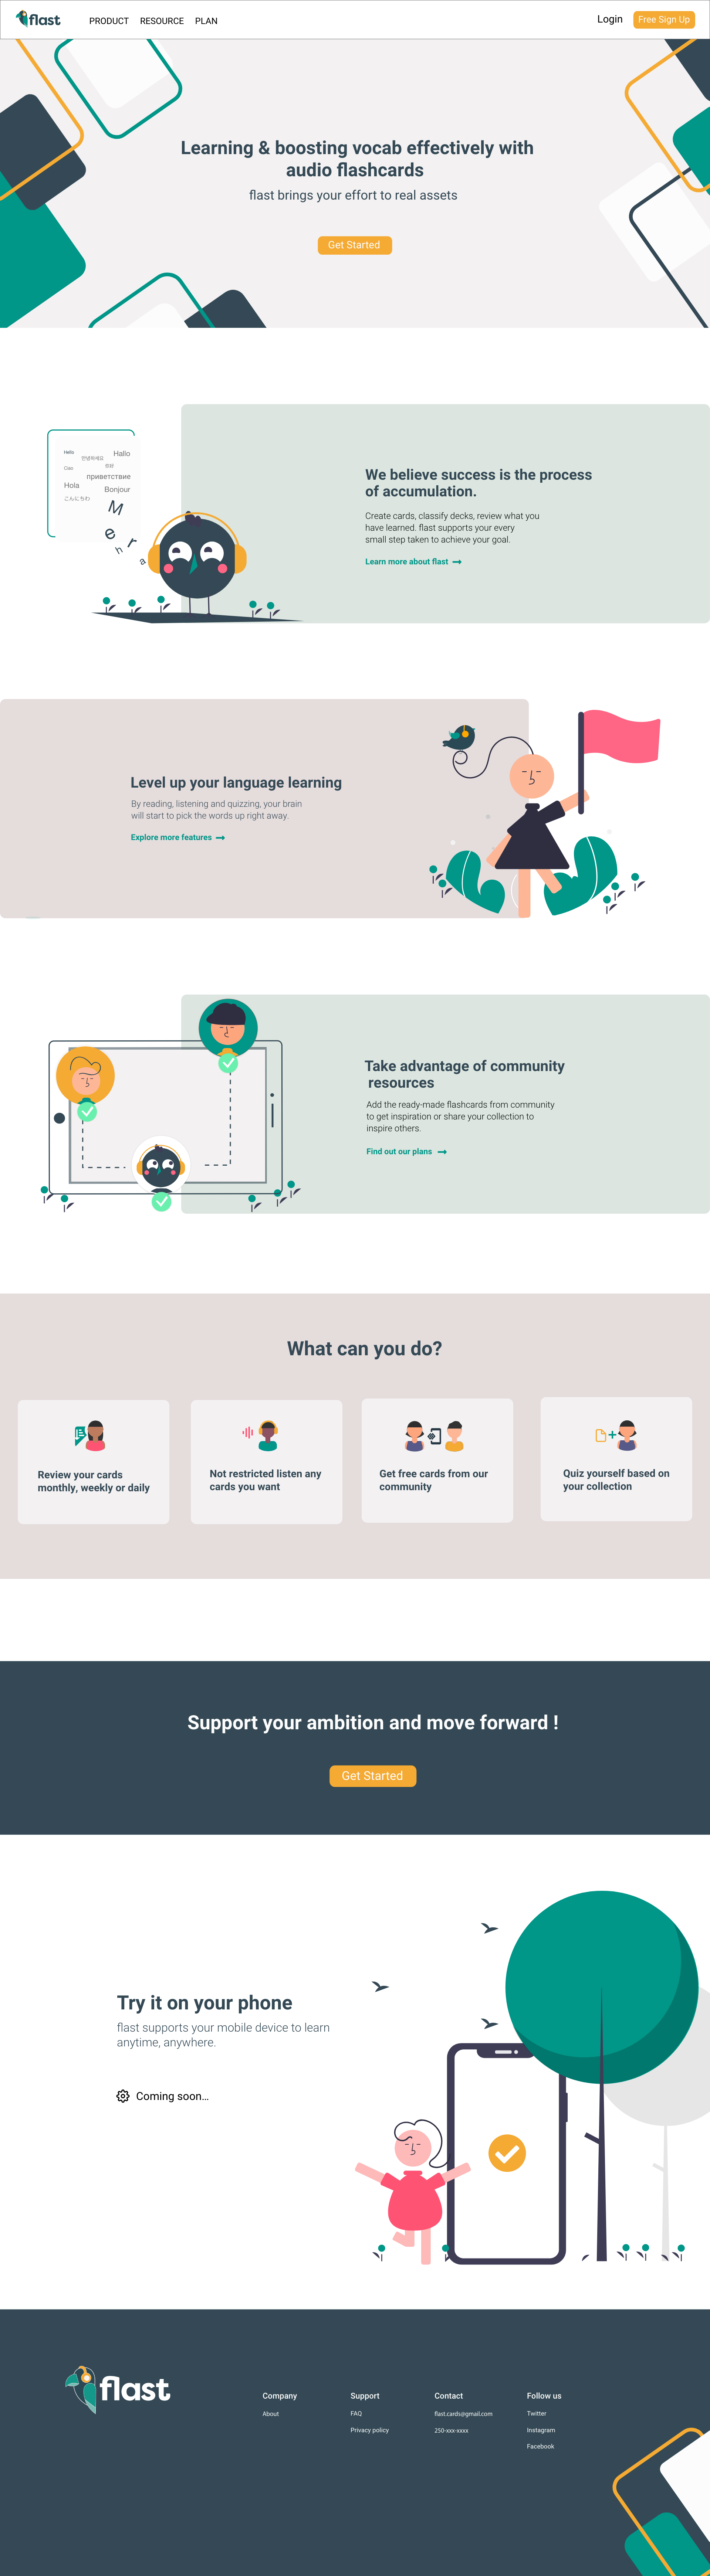 flast
PRODUCT RESOURCE PLAN
Login
Free Sign Up
Learning & boosting vocab effectively with
audio flashcards
flast brings your effort to real assets
Get Started
Hello
Hallo
안녕하세요
Ciao
你好
приветствие
Hola
Bonjour
こんにちわ
M
e
r
h
a
We believe success is the process
of accumulation.
Create cards, classify decks, review what you
have learned. flast supports your every
small step taken to achieve your goal.
Learn more about flast
Level up your language learning
By reading, listening and quizzing, your brain
will start to pick the words up right away.
Explore more features
Take advantage of community
resources
Add the ready-made flashcards from community
to get inspiration or share your collection to
inspire others.
Find out our plans
What can you do?
Review your cards
monthly, weekly or daily
Not restricted listen any
cards you want
Get free cards from our
community
Quiz yourself based on
your collection
Support your ambition and move forward !
Get Started
Try it on your phone
flast supports your mobile device to learn
anytime, anywhere.
Coming soon...
flast
Company
About
Support
FAQ
Privacy policy
Contact
flast.cards@gmail.com
250-xxx-xxxx
Follow us
Twitter
Instagram
Facebook